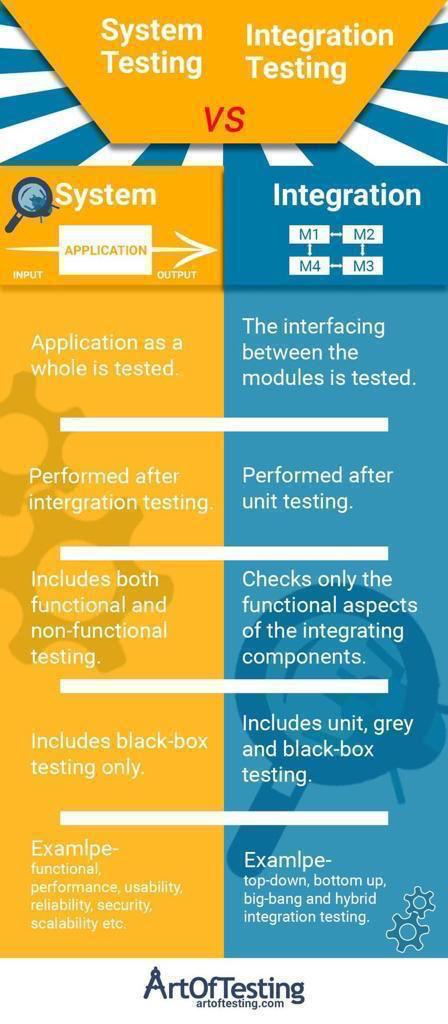 System
Testing
Integration
Testing
VS
System
INPUT
APPLICATION
OUTPUT
Integration
M1
M2
M4
M3
Application as a
whole is tested.
The interfacing
between the
modules is tested.
Performed after
intergration testing.
Performed after
unit testing.
Includes both
functional and
non-functional
testing.
Checks only the
functional aspects
of the integrating
components.
Includes black-box
testing only.
Includes unit, grey
and black-box
testing.
Examlpe-
functional,
performance, usability,
reliability, security,
scalability etc.
Examlpe-
top-down, bottom up,
big-bang and hybrid
integration testing.
ArtOfTesting
artoftesting.com